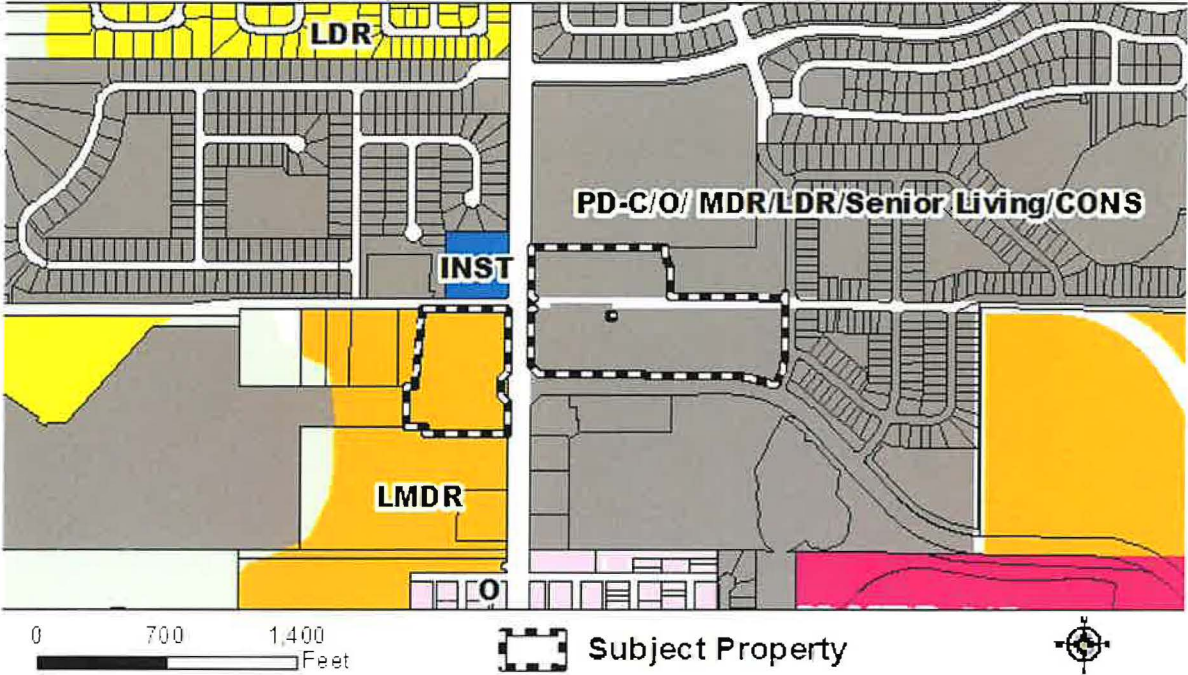 LDR
PD-C/O/ MDR/LDR/Senior Living/CONS
INST
LMDR
O
0 700 1,400
Feet
Subject Property
N